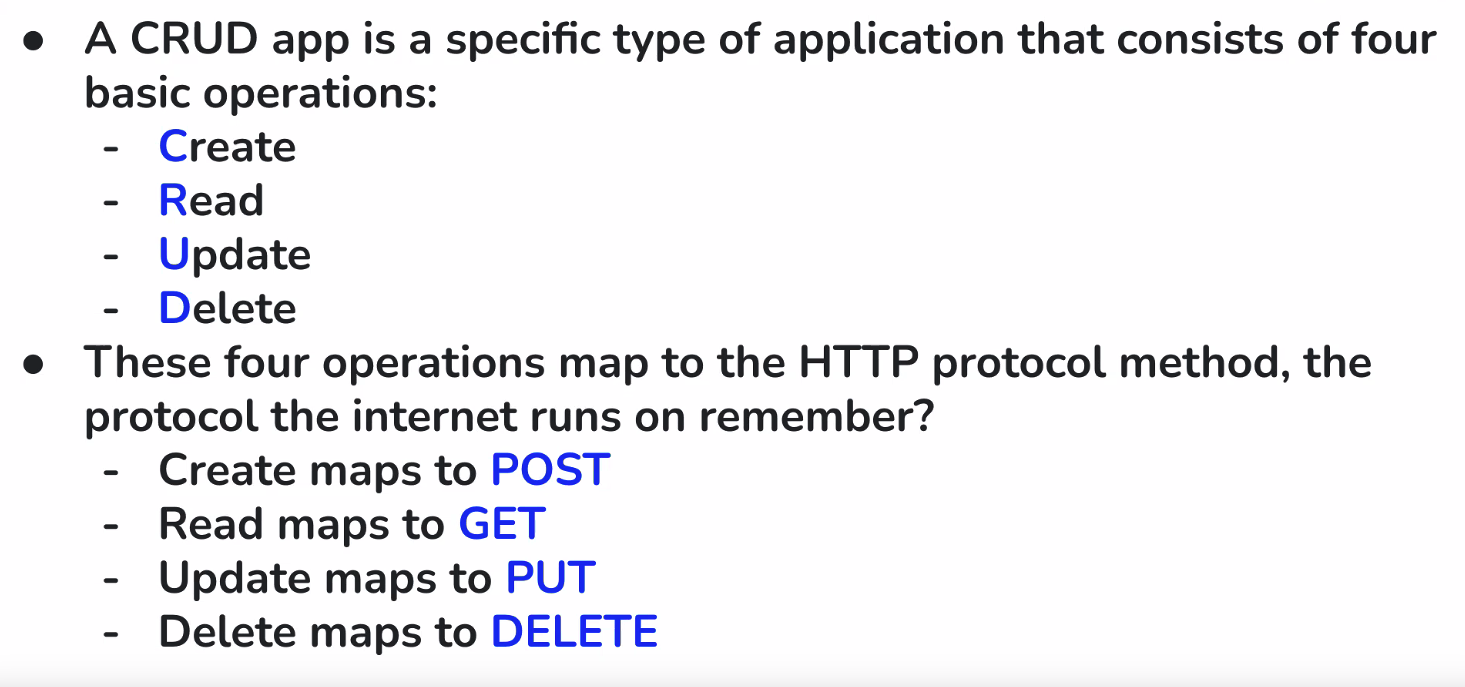 ● A CRUD app is a specific type of application that consists of four
basic operations:
- Create
- Read
- Update
- Delete
● These four operations map to the HTTP protocol method, the
protocol the internet runs on remember?
- Create maps to POST
- Read maps to GET
- Update maps to PUT
- Delete maps to DELETE